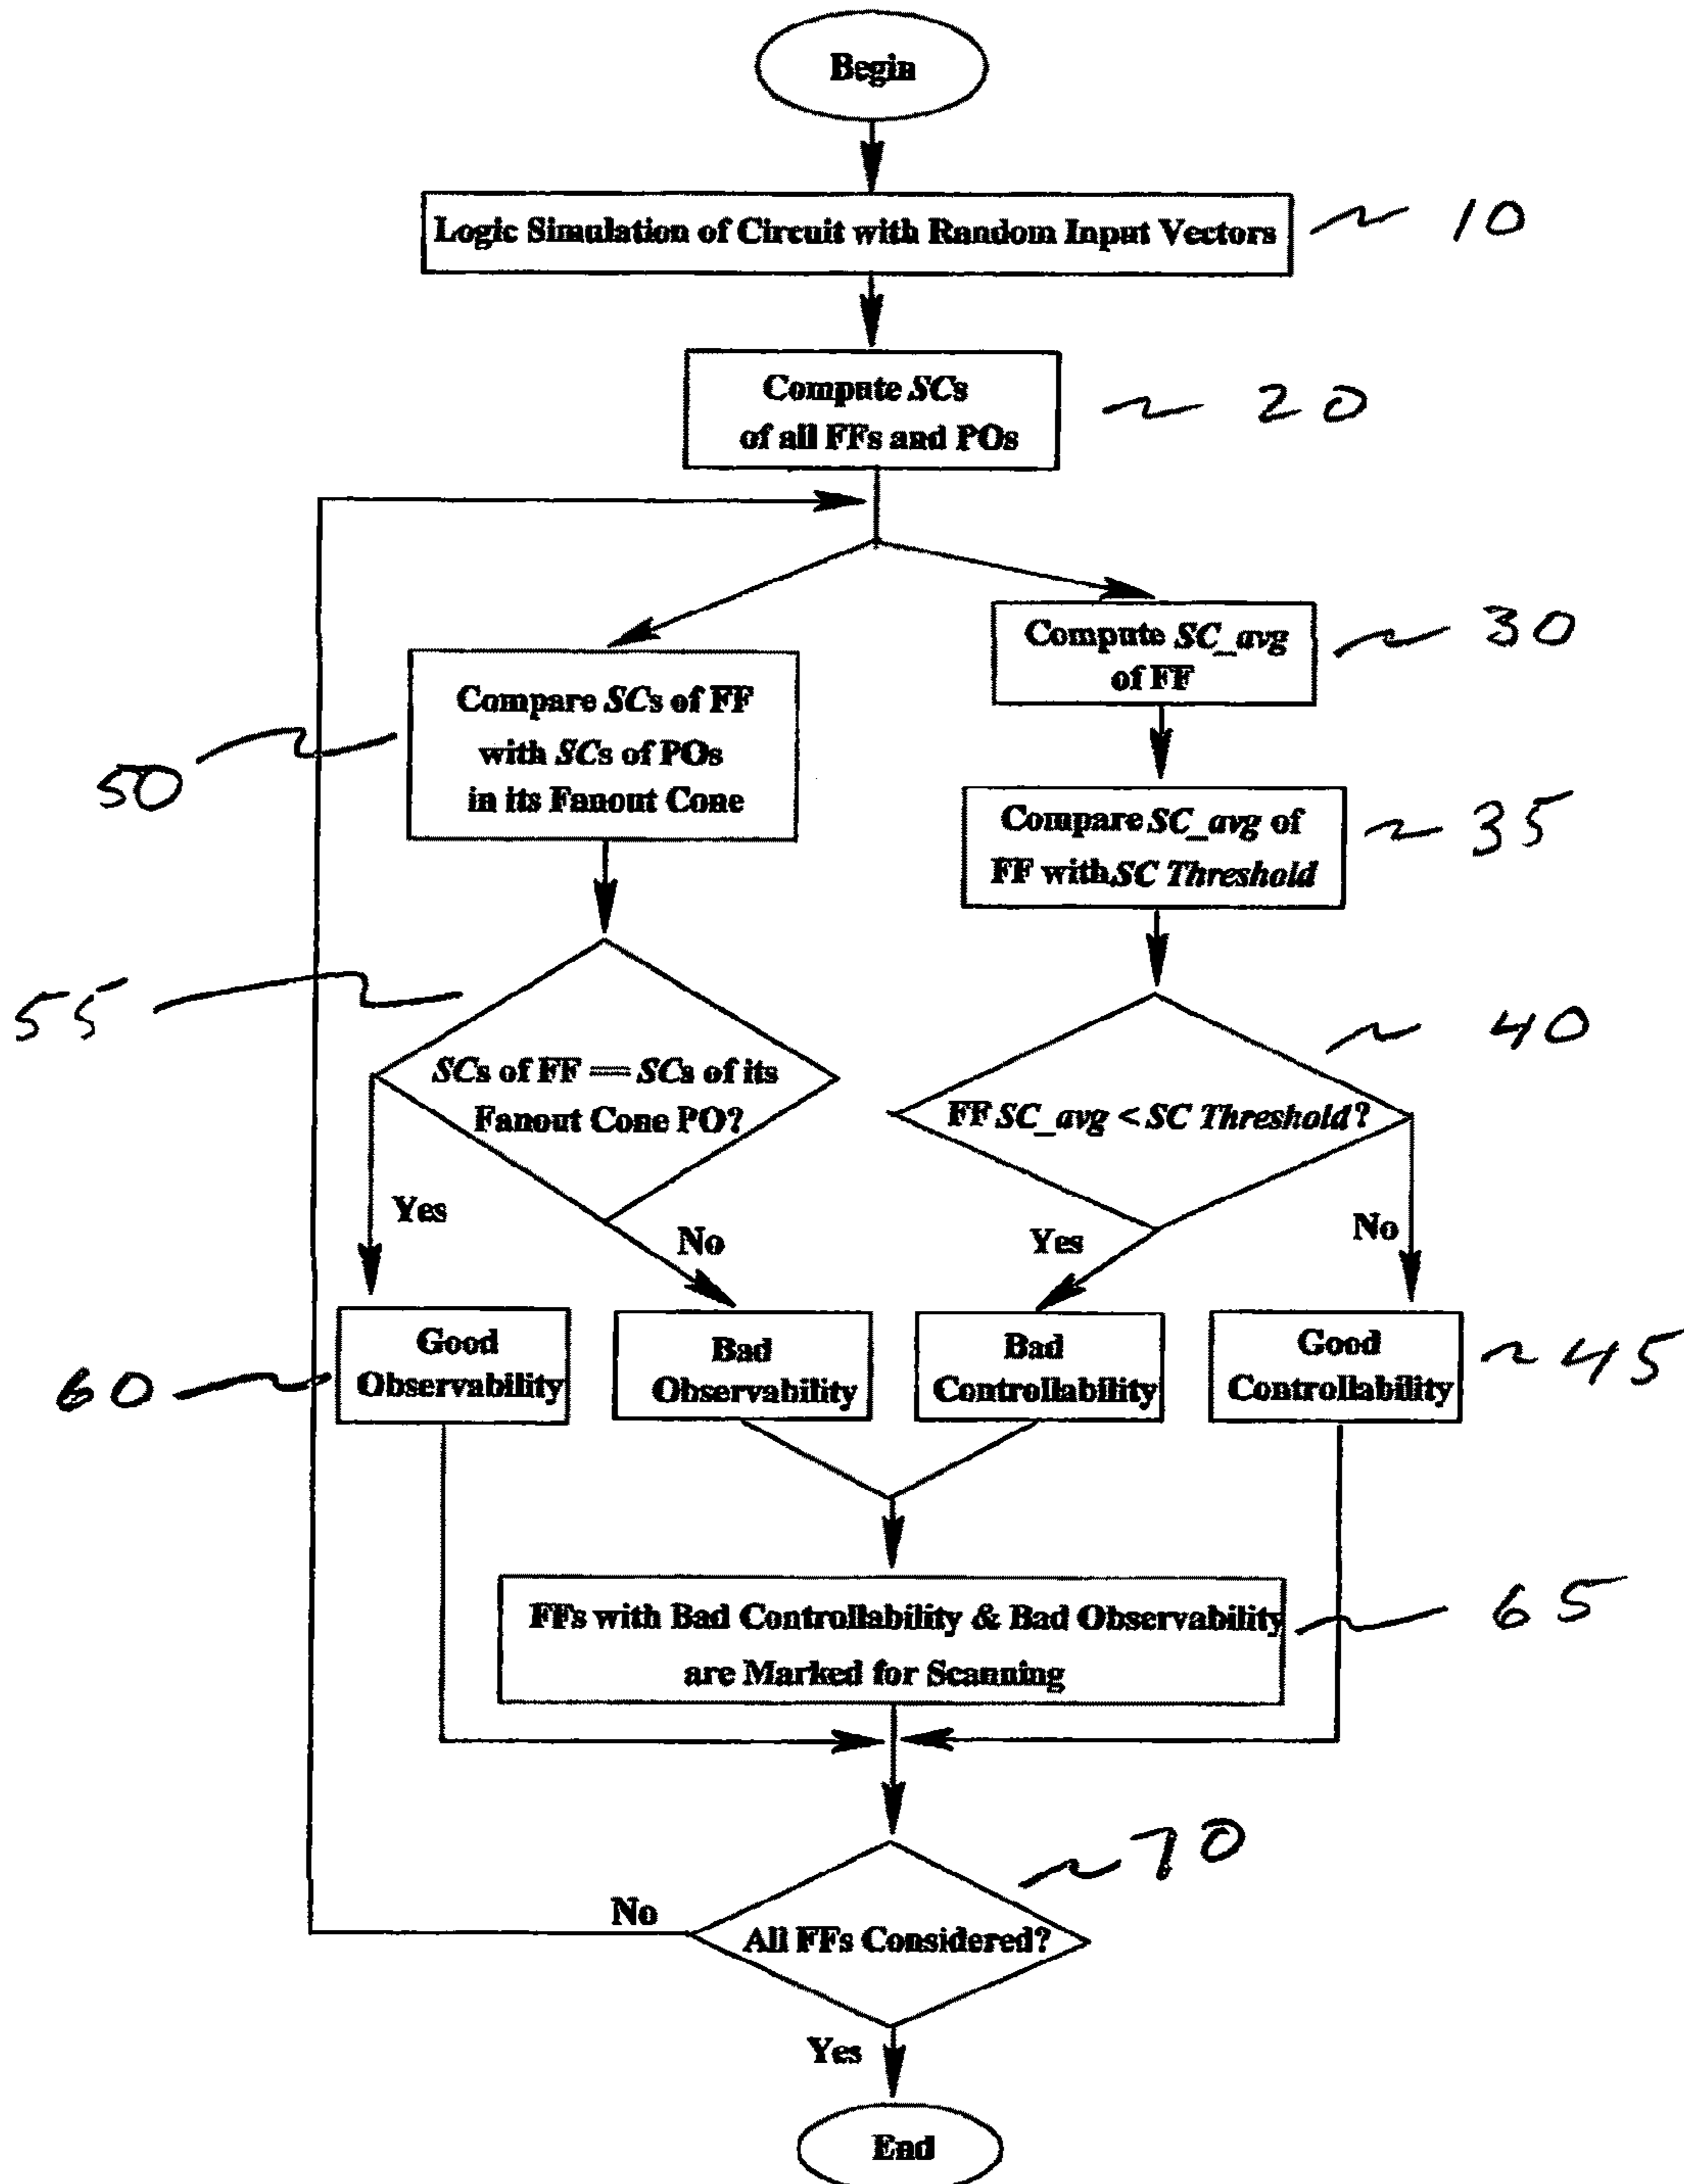 Begin
Logic Simulation of Circuit with Random Input Vectors
10
Compute SCs
of all FFs and POs
20
Compute SC_avg
of FF
30
Compare SCs of FF
with SCs of POs
in its Fanout Cone
50
Compare SC_avg of
FF with SC Threshold
35
55
SCs of FF == SCs of its
Fanout Cone PO?
40
FF SC_avg < SC Threshold?
Yes
No
Yes
No
Good
Observability
60
Bad
Observability
Bad
Controllability
Good
Controllability
45
FFs with Bad Controllability & Bad Observability
are Marked for Scanning
65
70
No
All FFs Considered?
Yes
End